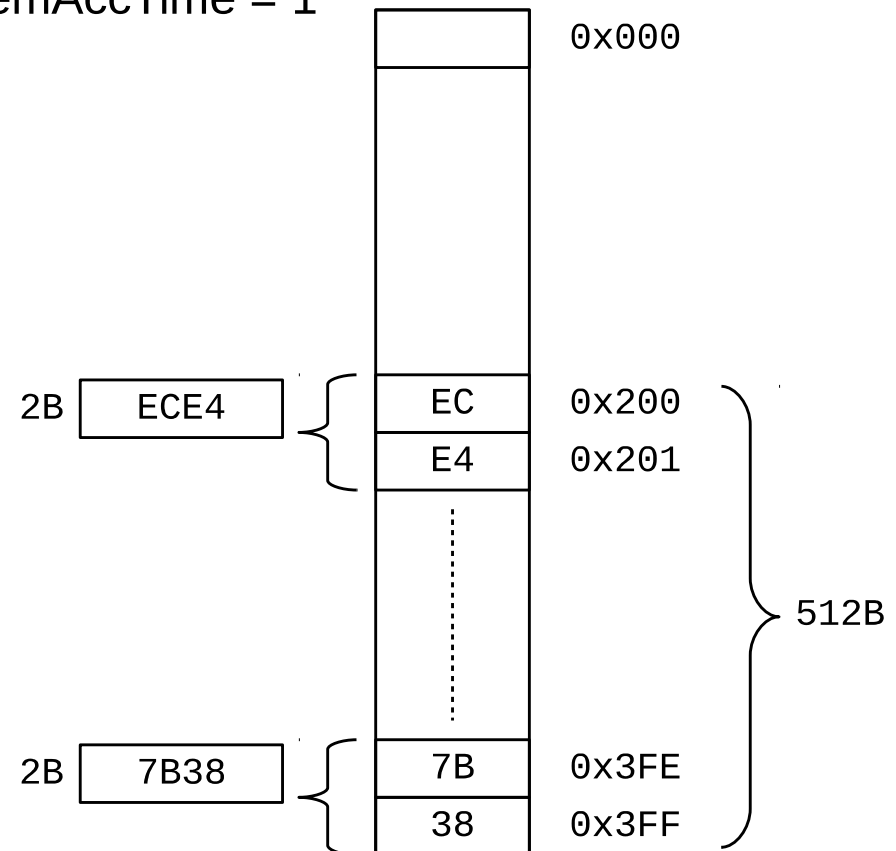 emAccTime = 1
0x000
2B ECE4 EC 0x200
E4 0x201
512B
2B 7B38 7B 0x3FE
38 0x3FF